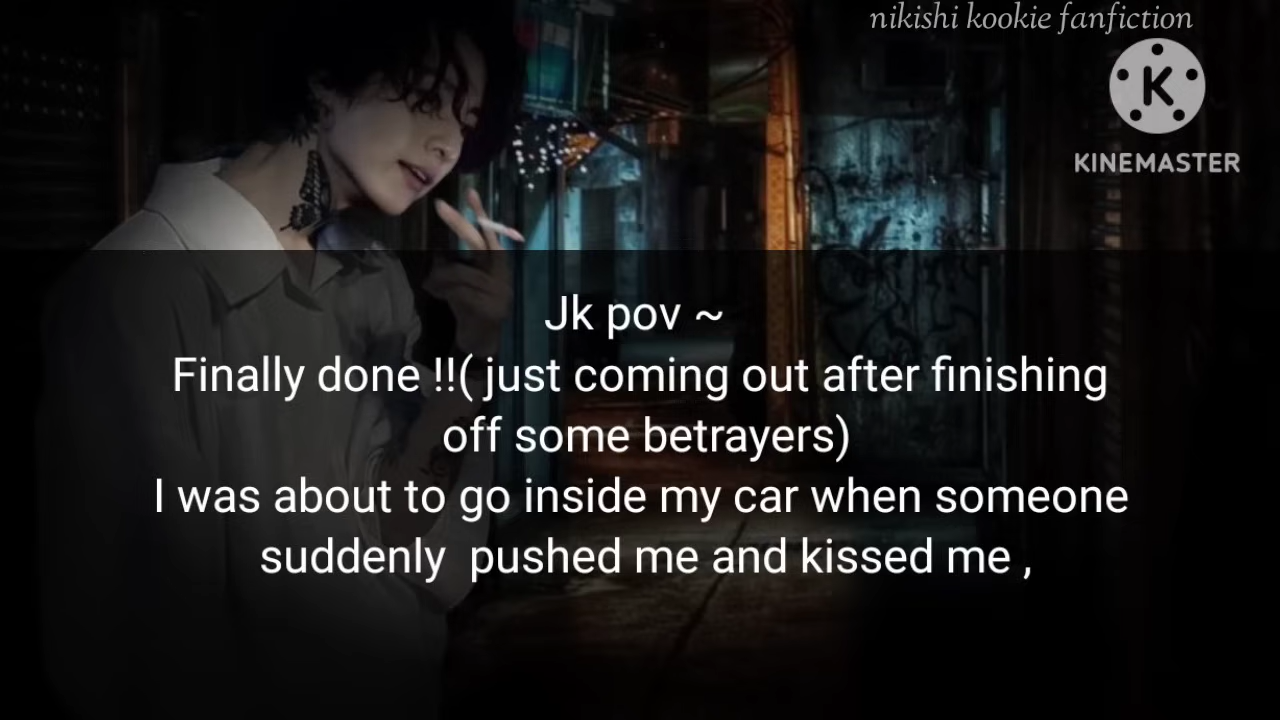 nikishi kookie fanfiction
K
KINEMASTER
Jk pov ~
Finally done !!( just coming out after finishing
off some betrayers)
I was about to go inside my car when someone
suddenly  pushed me and kissed me ,